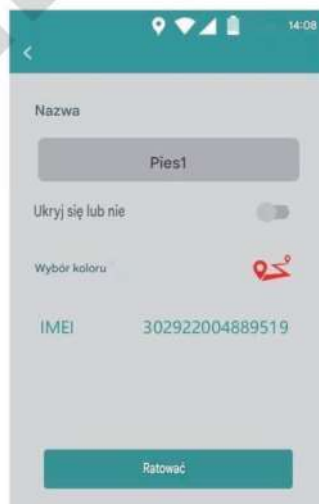 14:08
Nazwa
Pies1
Ukryj się lub nie
Wybór koloru
IMEI 302922004889519
Ratować